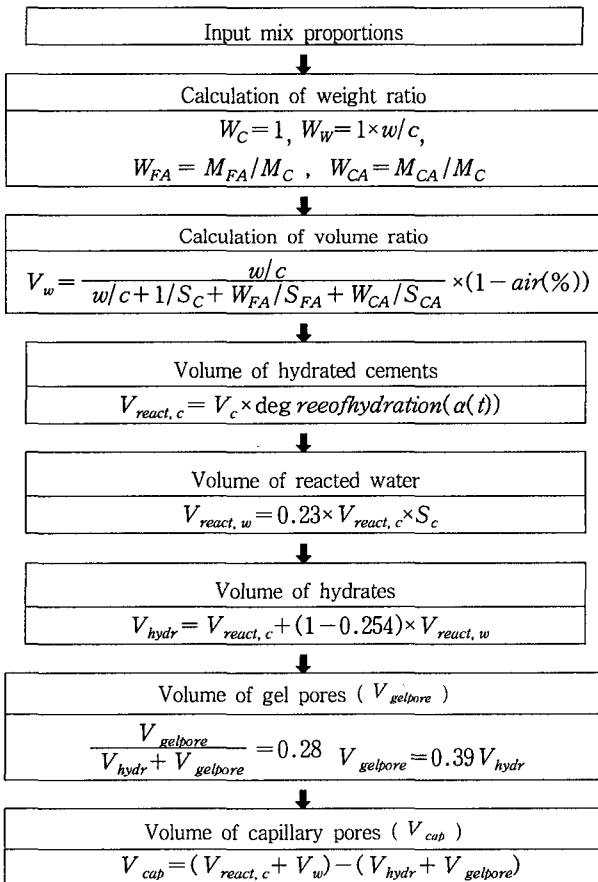 Input mix proportions
Calculation of weight ratio
W_C = 1, W_W = 1 × w/c,
W_FA = M_FA / M_C , W_CA = M_CA / M_C
Calculation of volume ratio
V_w = (w/c) / (w/c + 1/S_C + W_FA/S_FA + W_CA/S_CA) × (1 − air(%))
Volume of hydrated cements
V_react, c = V_c × deg reeofhydration(α(t))
Volume of reacted water
V_react, w = 0.23 × V_react, c × S_c
Volume of hydrates
V_hydr = V_react, c + (1 − 0.254) × V_react, w
Volume of gel pores ( V_gelpore )
V_gelpore / (V_hydr + V_gelpore) = 0.28 V_gelpore = 0.39 V_hydr
Volume of capillary pores ( V_cap )
V_cap = (V_react, c + V_w) − (V_hydr + V_gelpore)